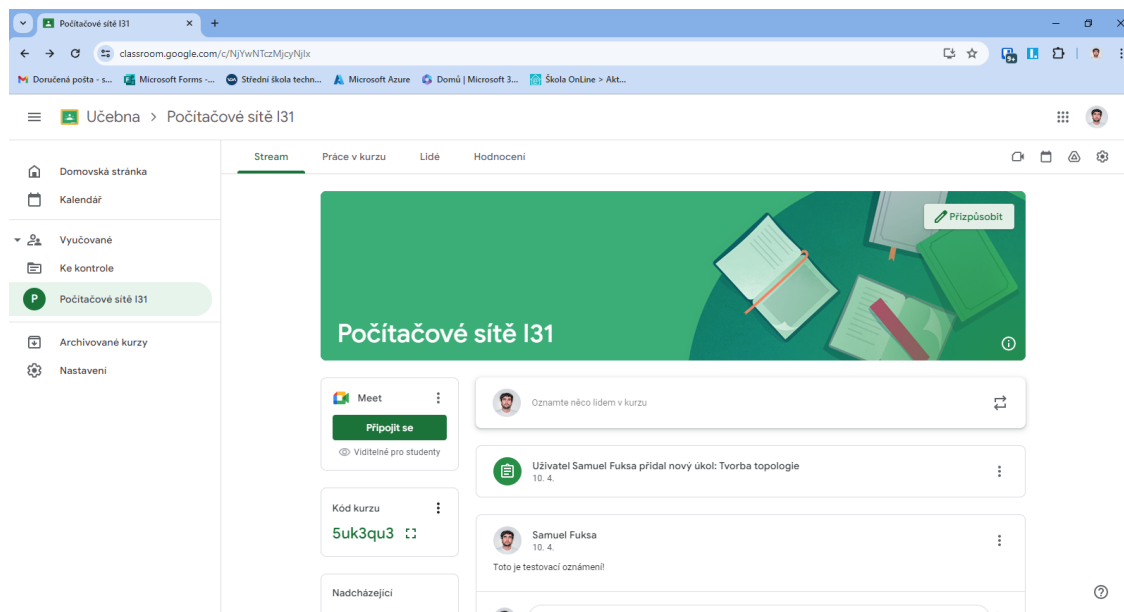 Počítačové sítě I31
classroom.google.com/c/NjYwNTczMjcyNjIx
9+
Doručená pošta - s...
Microsoft Forms -...
Střední škola techn...
Microsoft Azure
Domů | Microsoft 3...
Škola OnLine > Akt...
Učebna > Počítačové sítě I31
Stream
Práce v kurzu
Lidé
Hodnocení
Domovská stránka
Kalendář
Vyučované
Ke kontrole
P Počítačové sítě I31
Archivované kurzy
Nastavení
Přizpůsobit
Počítačové sítě I31
Meet
Připojit se
Viditelné pro studenty
Kód kurzu
5uk3qu3
Nadcházející
Oznamte něco lidem v kurzu
Uživatel Samuel Fuksa přidal nový úkol: Tvorba topologie
10. 4.
Samuel Fuksa
10. 4.
Toto je testovací oznámení!